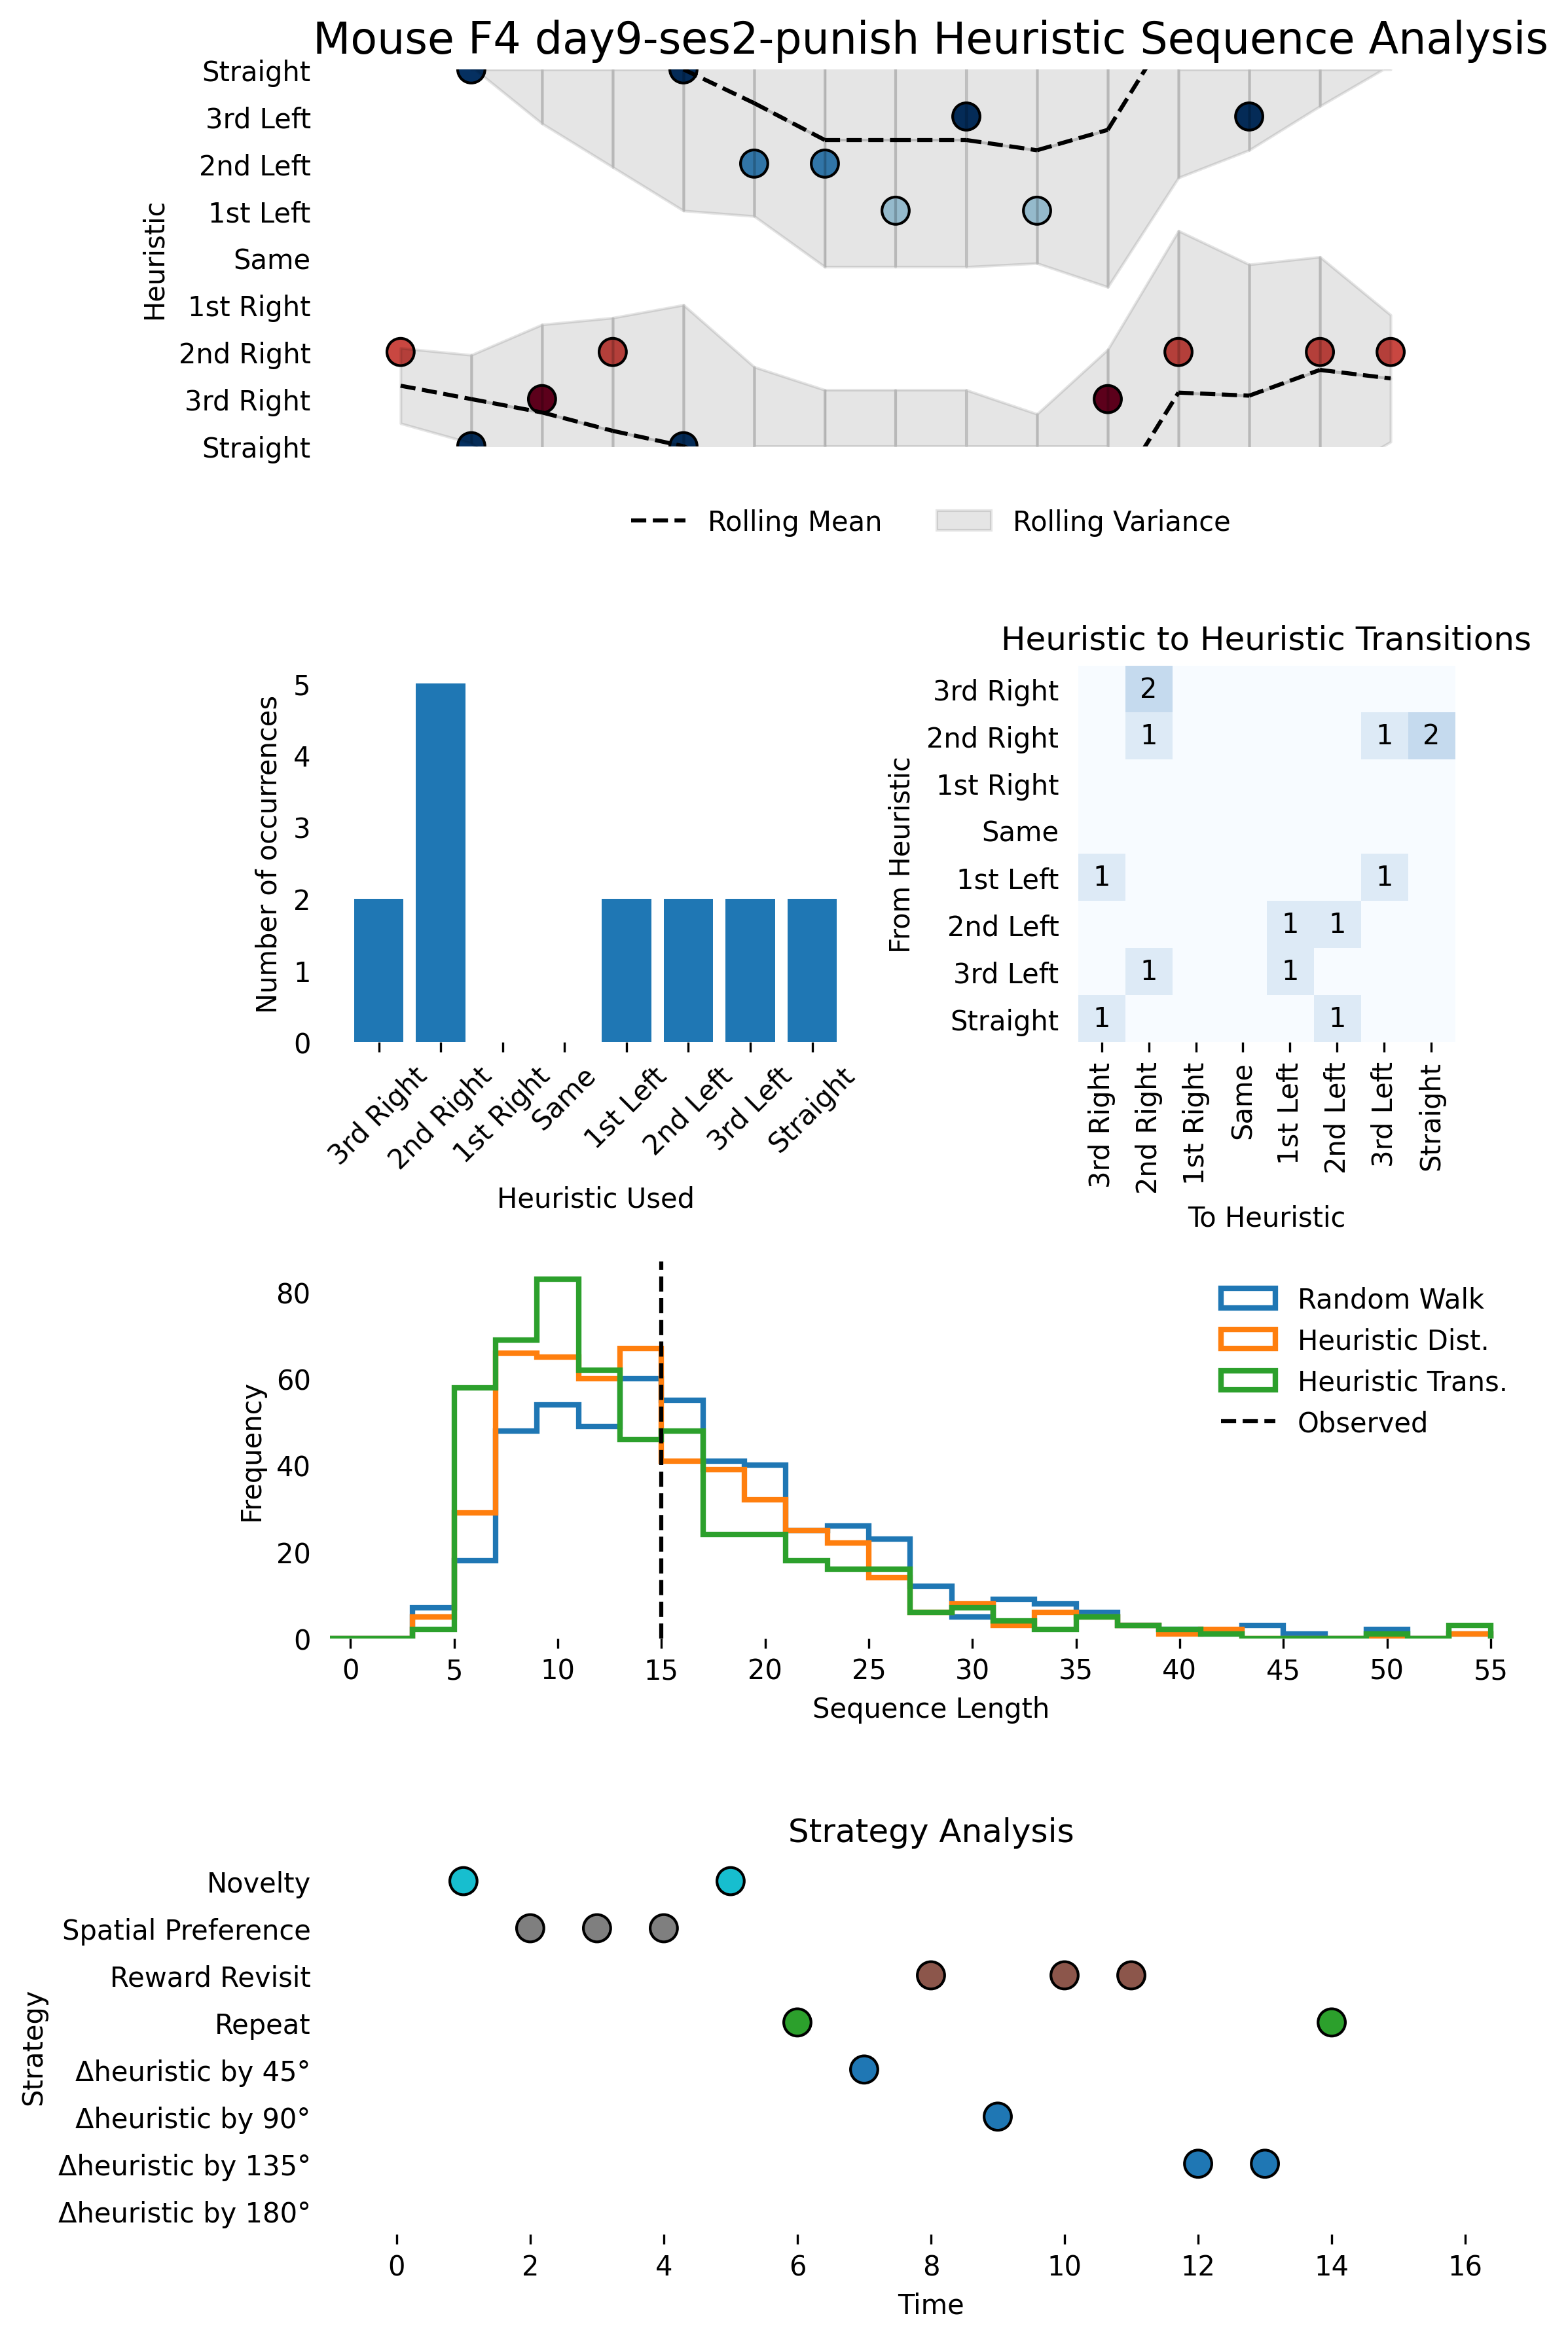 Mouse F4 day9-ses2-punish Heuristic Sequence Analysis
Straight
3rd Left
2nd Left
1st Left
Same
1st Right
2nd Right
3rd Right
Straight
Heuristic
Rolling Mean
Rolling Variance
5
4
3
2
1
0
Number of occurrences
3rd Right
2nd Right
1st Right
Same
1st Left
2nd Left
3rd Left
Straight
Heuristic Used
Heuristic to Heuristic Transitions
3rd Right
2nd Right
1st Right
Same
1st Left
2nd Left
3rd Left
Straight
From Heuristic
2
1 1 2
1 1
1 1
1 1
1 1
3rd Right
2nd Right
1st Right
Same
1st Left
2nd Left
3rd Left
Straight
To Heuristic
80
60
40
20
0
Frequency
Random Walk
Heuristic Dist.
Heuristic Trans.
Observed
0 5 10 15 20 25 30 35 40 45 50 55
Sequence Length
Strategy Analysis
Novelty
Spatial Preference
Reward Revisit
Repeat
Δheuristic by 45°
Δheuristic by 90°
Δheuristic by 135°
Δheuristic by 180°
Strategy
0 2 4 6 8 10 12 14 16
Time